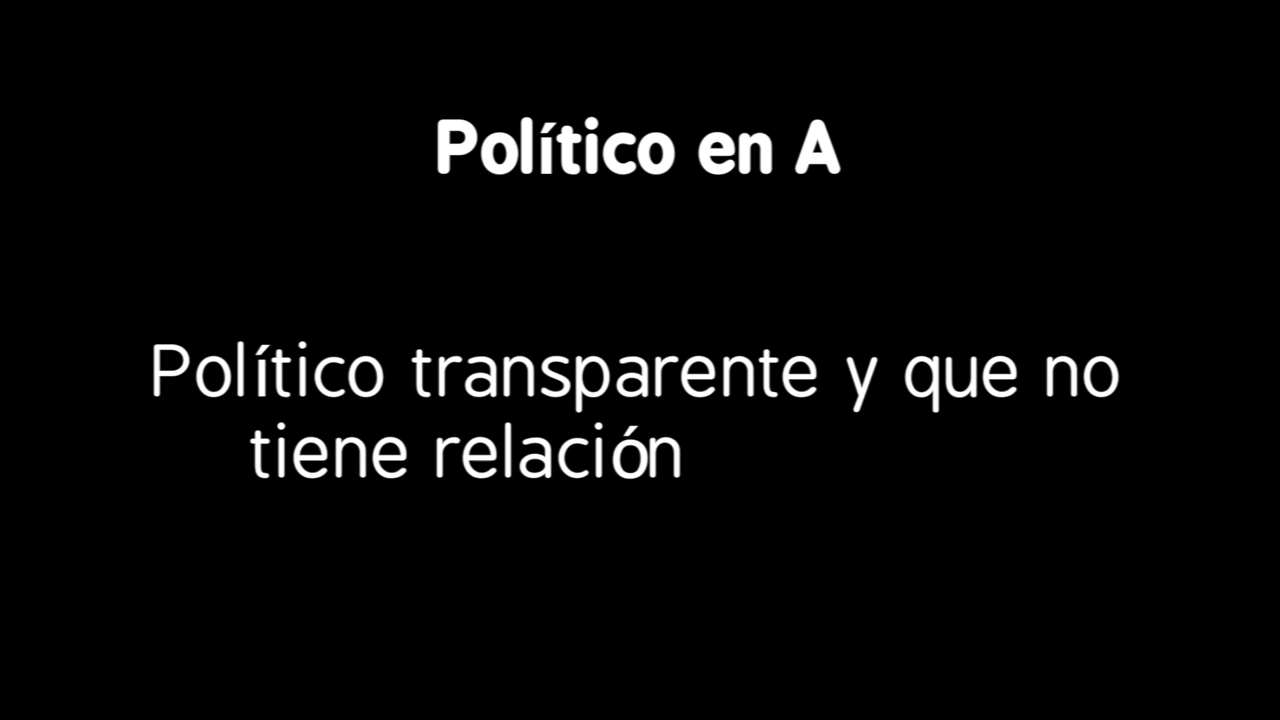 Político en A
Político transparente y que no
tiene relación